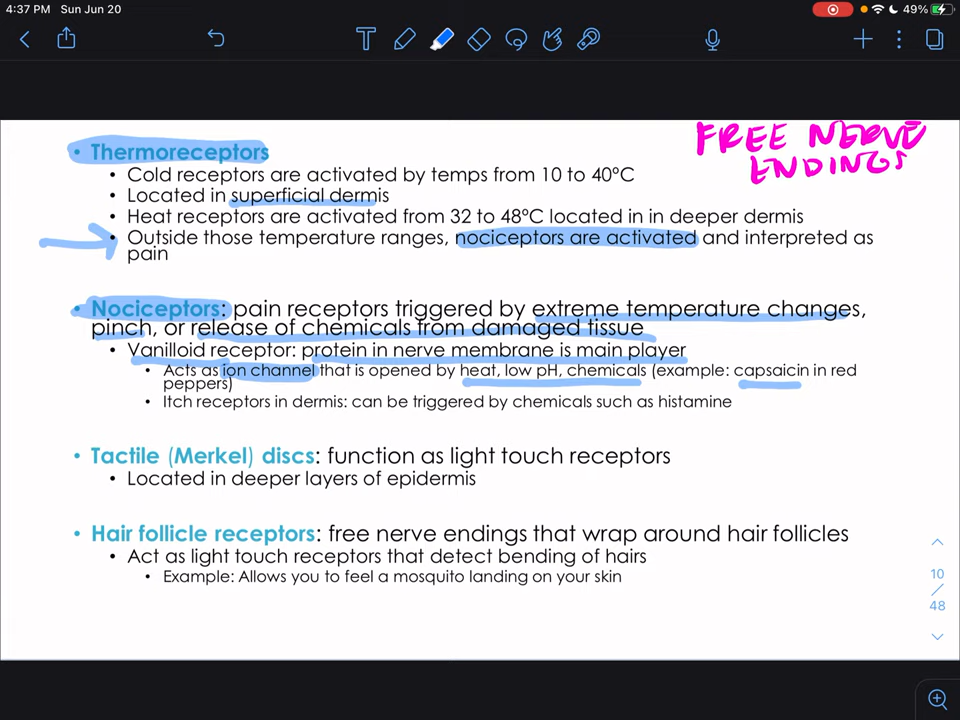 4:37 PM Sun Jun 20
49%
T
FREE NERVE
ENDINGS
• Thermoreceptors
• Cold receptors are activated by temps from 10 to 40ºC
• Located in superficial dermis
• Heat receptors are activated from 32 to 48ºC located in in deeper dermis
• Outside those temperature ranges, nociceptors are activated and interpreted as
pain
• Nociceptors: pain receptors triggered by extreme temperature changes,
pinch, or release of chemicals from damaged tissue
• Vanilloid receptor: protein in nerve membrane is main player
• Acts as ion channel that is opened by heat, low pH, chemicals (example: capsaicin in red
peppers)
• Itch receptors in dermis: can be triggered by chemicals such as histamine
• Tactile (Merkel) discs: function as light touch receptors
• Located in deeper layers of epidermis
• Hair follicle receptors: free nerve endings that wrap around hair follicles
• Act as light touch receptors that detect bending of hairs
• Example: Allows you to feel a mosquito landing on your skin
10
/
48